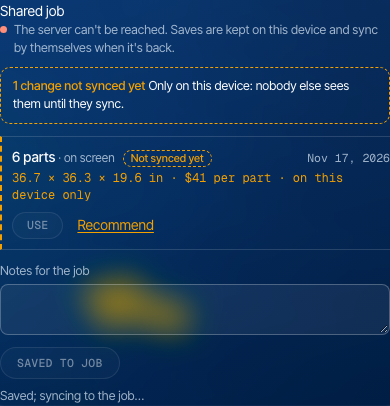 Shared job
The server can't be reached. Saves are kept on this device and sync
by themselves when it's back.
1 change not synced yet Only on this device: nobody else sees
them until they sync.
6 parts · on screen Not synced yet Nov 17, 2026
36.7 × 36.3 × 19.6 in · $41 per part · on this
device only
USE Recommend
Notes for the job
SAVED TO JOB
Saved; syncing to the job…